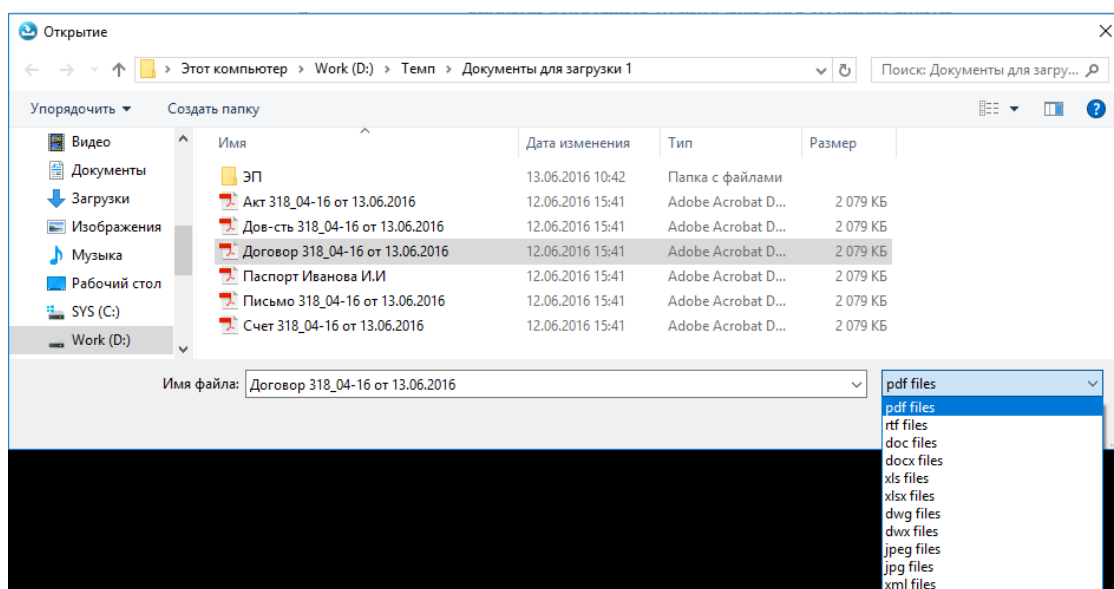 Открытие
Этот компьютер > Work (D:) > Темп > Документы для загрузки 1
Поиск: Документы для загру...
Упорядочить
Создать папку
?
Видео
Документы
Загрузки
Изображения
Музыка
Рабочий стол
SYS (C:)
Work (D:)
Имя Дата изменения Тип Размер
ЭП 13.06.2016 10:42 Папка с файлами
Акт 318_04-16 от 13.06.2016 12.06.2016 15:41 Adobe Acrobat D... 2 079 КБ
Дов-сть 318_04-16 от 13.06.2016 12.06.2016 15:41 Adobe Acrobat D... 2 079 КБ
Договор 318_04-16 от 13.06.2016 12.06.2016 15:41 Adobe Acrobat D... 2 079 КБ
Паспорт Иванова И.И 12.06.2016 15:41 Adobe Acrobat D... 2 079 КБ
Письмо 318_04-16 от 13.06.2016 12.06.2016 15:41 Adobe Acrobat D... 2 079 КБ
Счет 318_04-16 от 13.06.2016 12.06.2016 15:41 Adobe Acrobat D... 2 079 КБ
Имя файла: Договор 318_04-16 от 13.06.2016
pdf files
pdf files
rtf files
doc files
docx files
xls files
xlsx files
dwg files
dwx files
jpeg files
jpg files
xml files